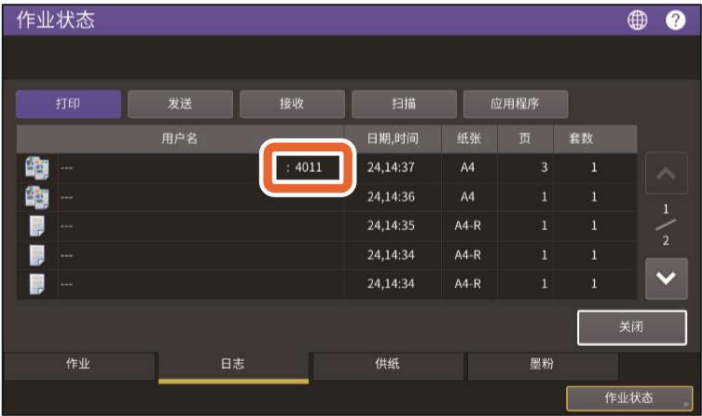 作业状态
?
打印 发送 接收 扫描 应用程序
用户名 日期,时间 纸张 页 套数
--- : 4011 24,14:37 A4 3 1
--- 24,14:36 A4 1 1
--- 24,14:35 A4-R 1 1
--- 24,14:34 A4-R 1 1
--- 24,14:34 A4-R 1 1
1
2
关闭
作业 日志 供纸 墨粉
作业状态